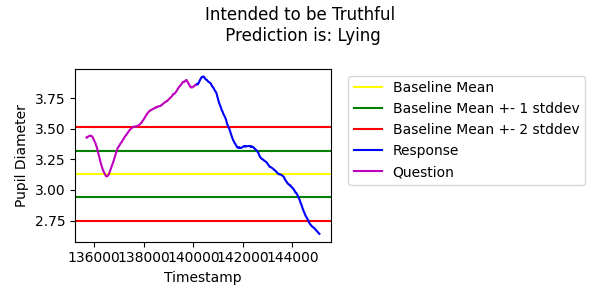 Intended to be Truthful
Prediction is: Lying
Pupil Diameter
3.75
3.50
3.25
3.00
2.75
136000
138000
140000
142000
144000
Timestamp
Baseline Mean
Baseline Mean +- 1 stddev
Baseline Mean +- 2 stddev
Response
Question